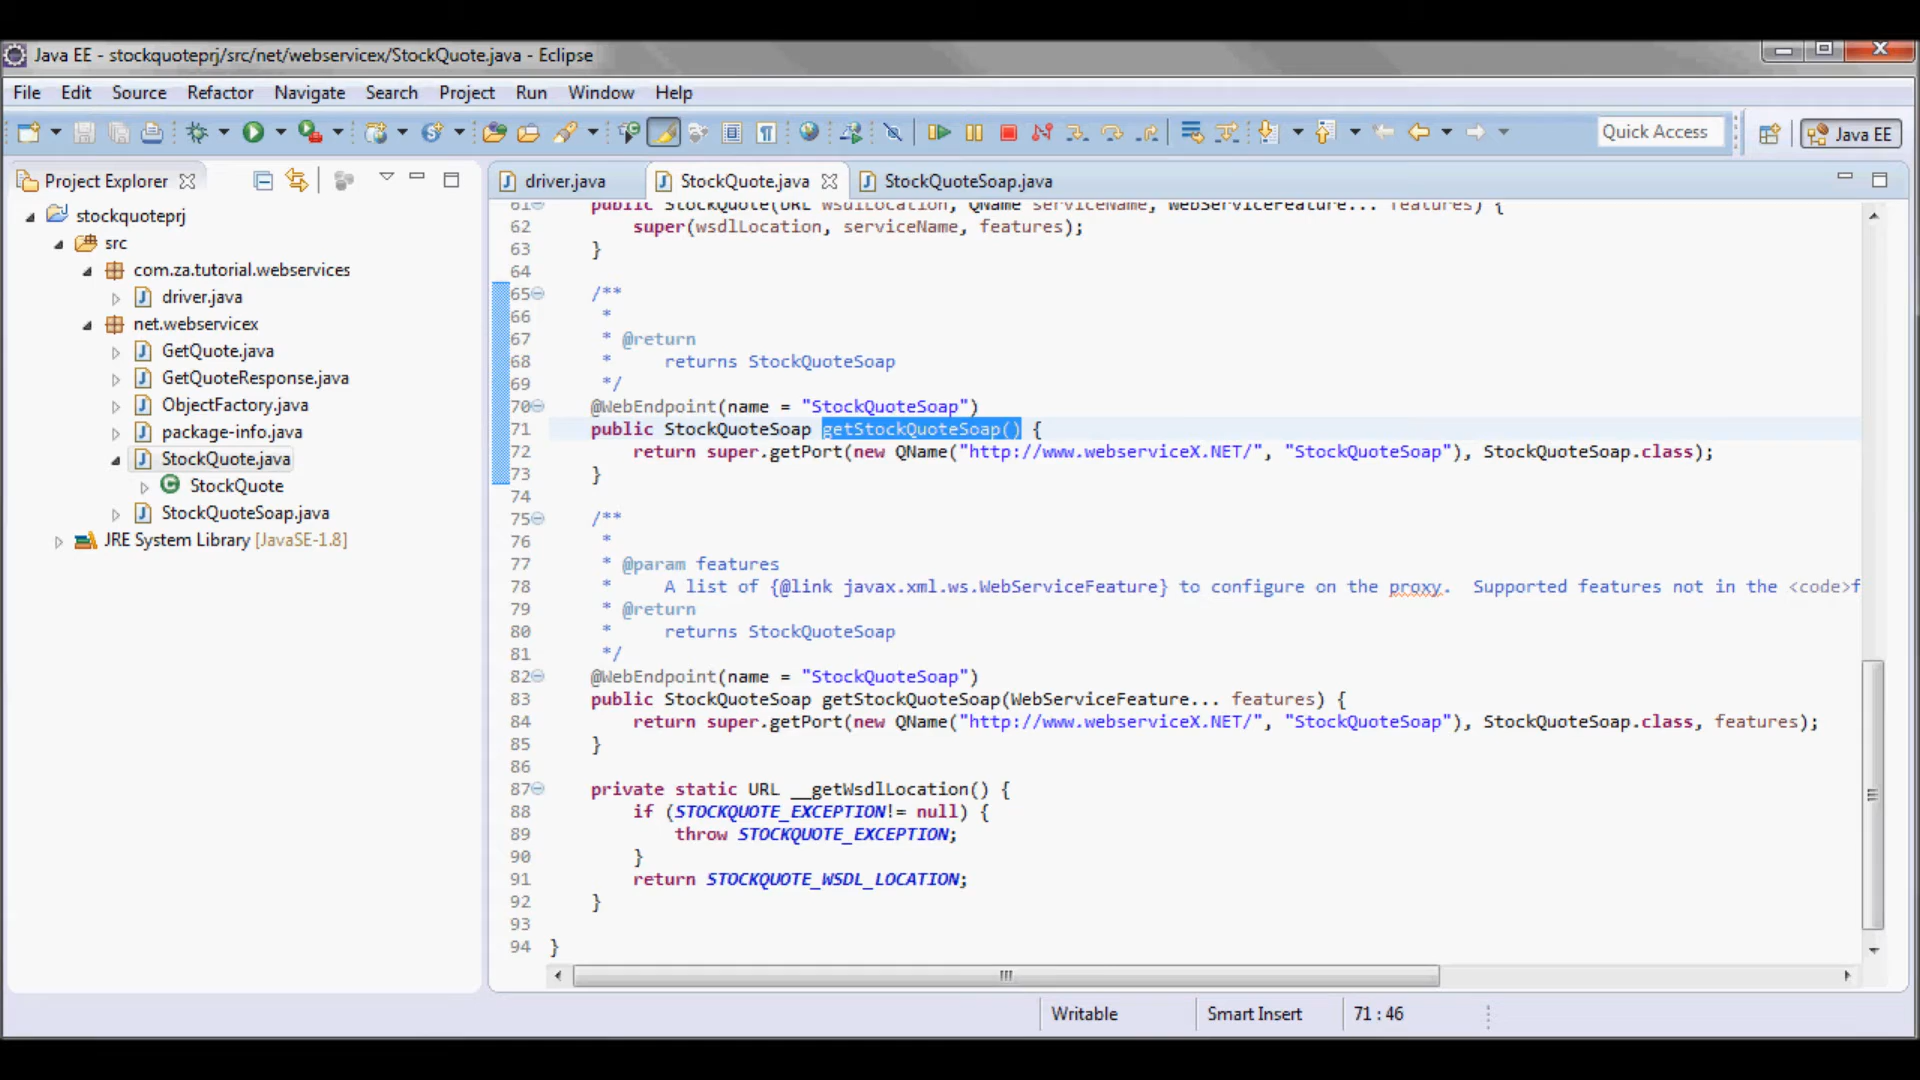 Java EE - stockquoteprj/src/net/webservicex/StockQuote.java - Eclipse
File Edit Source Refactor Navigate Search Project Run Window Help
Quick Access
Java EE
Project Explorer
stockquoteprj
src
com.za.tutorial.webservices
driver.java
net.webservicex
GetQuote.java
GetQuoteResponse.java
ObjectFactory.java
package-info.java
StockQuote.java
StockQuote
StockQuoteSoap.java
JRE System Library [JavaSE-1.8]
driver.java StockQuote.java StockQuoteSoap.java
61 public StockQuote(URL wsdlLocation, QName serviceName, WebServiceFeature... features) {
62 super(wsdlLocation, serviceName, features);
63 }
64
65 /**
66 *
67 * @return
68 * returns StockQuoteSoap
69 */
70 @WebEndpoint(name = "StockQuoteSoap")
71 public StockQuoteSoap getStockQuoteSoap() {
72 return super.getPort(new QName("http://www.webserviceX.NET/", "StockQuoteSoap"), StockQuoteSoap.class);
73 }
74
75 /**
76 *
77 * @param features
78 * A list of {@link javax.xml.ws.WebServiceFeature} to configure on the proxy. Supported features not in the <code>f
79 * @return
80 * returns StockQuoteSoap
81 */
82 @WebEndpoint(name = "StockQuoteSoap")
83 public StockQuoteSoap getStockQuoteSoap(WebServiceFeature... features) {
84 return super.getPort(new QName("http://www.webserviceX.NET/", "StockQuoteSoap"), StockQuoteSoap.class, features);
85 }
86
87 private static URL __getWsdlLocation() {
88 if (STOCKQUOTE_EXCEPTION!= null) {
89 throw STOCKQUOTE_EXCEPTION;
90 }
91 return STOCKQUOTE_WSDL_LOCATION;
92 }
93
94 }
Writable Smart Insert 71 : 46